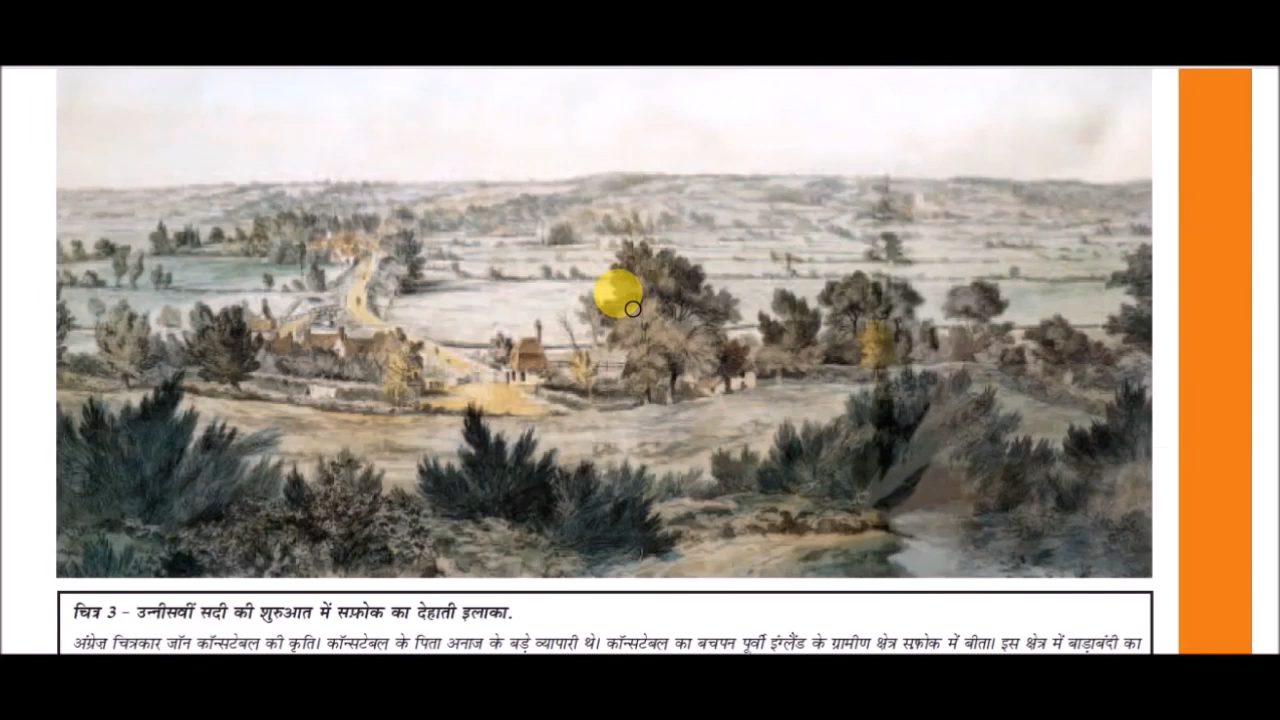 चित्र 3 - उन्नीसवीं सदी की शुरुआत में सफ़ोक का देहाती इलाका.
अंग्रेज़ चित्रकार जॉन कॉन्सटेबल की कृति। कॉन्सटेबल के पिता अनाज के बड़े व्यापारी थे। कॉन्सटेबल का बचपन पूर्वी इंग्लैंड के ग्रामीण क्षेत्र सफ़ोक में बीता। इस क्षेत्र में बाड़ाबंदी का